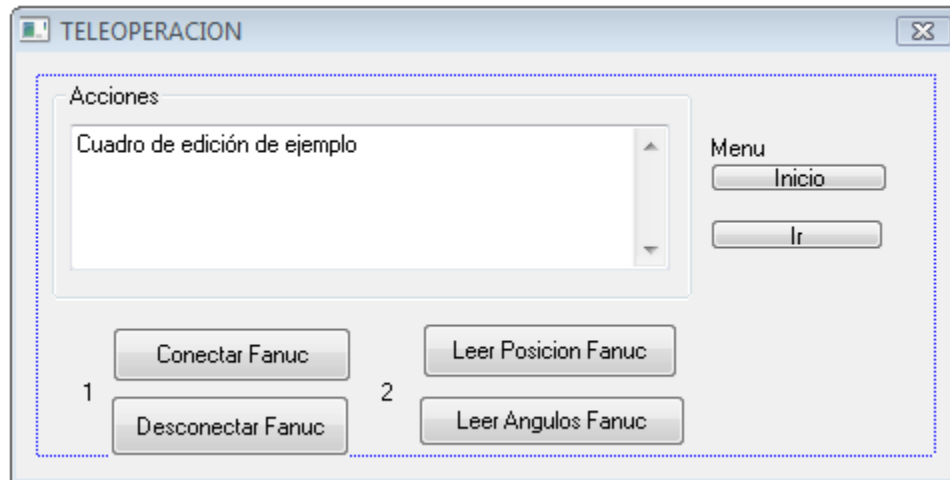 TELEOPERACION
Acciones
Cuadro de edición de ejemplo
Menu
Inicio
Ir
1
Conectar Fanuc
Desconectar Fanuc
2
Leer Posicion Fanuc
Leer Angulos Fanuc